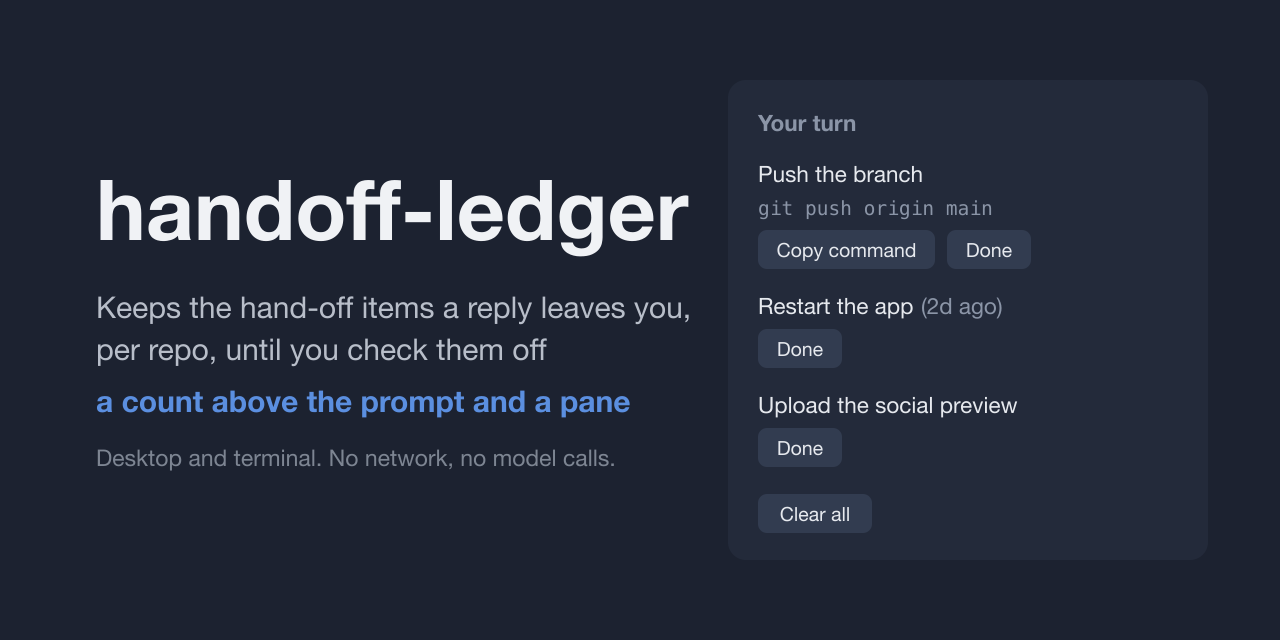 handoff-ledger
Keeps the hand-off items a reply leaves you,
per repo, until you check them off
a count above the prompt and a pane
Desktop and terminal. No network, no model calls.
Your turn
Push the branch
git push origin main
Copy command
Done
Restart the app (2d ago)
Done
Upload the social preview
Done
Clear all